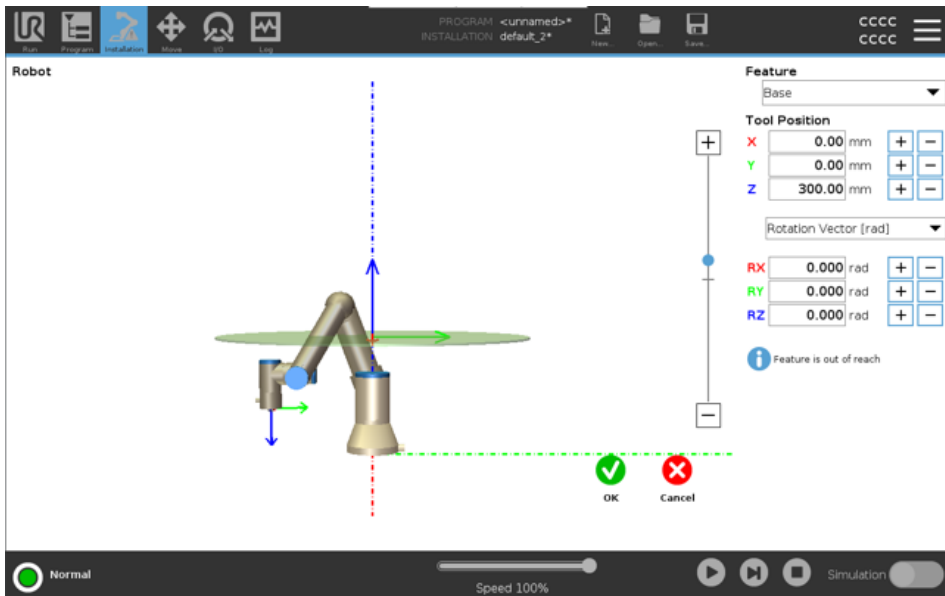 UR
PROGRAM <unnamed>*
INSTALLATION default_2*
CCCC
CCCC
Run Program Installation Move I/O Log New... Open... Save...
Robot
Feature
Base
Tool Position
X 0.00 mm + −
Y 0.00 mm + −
Z 300.00 mm + −
Rotation Vector [rad]
RX 0.000 rad + −
RY 0.000 rad + −
RZ 0.000 rad + −
Feature is out of reach
+
−
OK Cancel
Normal
Speed 100%
Simulation